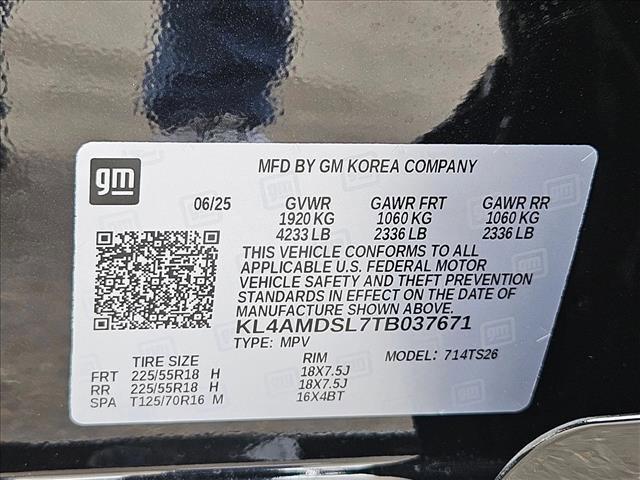 gm
MFD BY GM KOREA COMPANY
06/25 GVWR GAWR FRT GAWR RR
1920 KG 1060 KG 1060 KG
4233 LB 2336 LB 2336 LB
THIS VEHICLE CONFORMS TO ALL
APPLICABLE U.S. FEDERAL MOTOR
VEHICLE SAFETY AND THEFT PREVENTION
STANDARDS IN EFFECT ON THE DATE OF
MANUFACTURE SHOWN ABOVE.
KL4AMDSL7TB037671
TYPE: MPV MODEL: 714TS26
TIRE SIZE RIM
FRT 225/55R18 H 18X7.5J
RR 225/55R18 H 18X7.5J
SPA T125/70R16 M 16X4BT